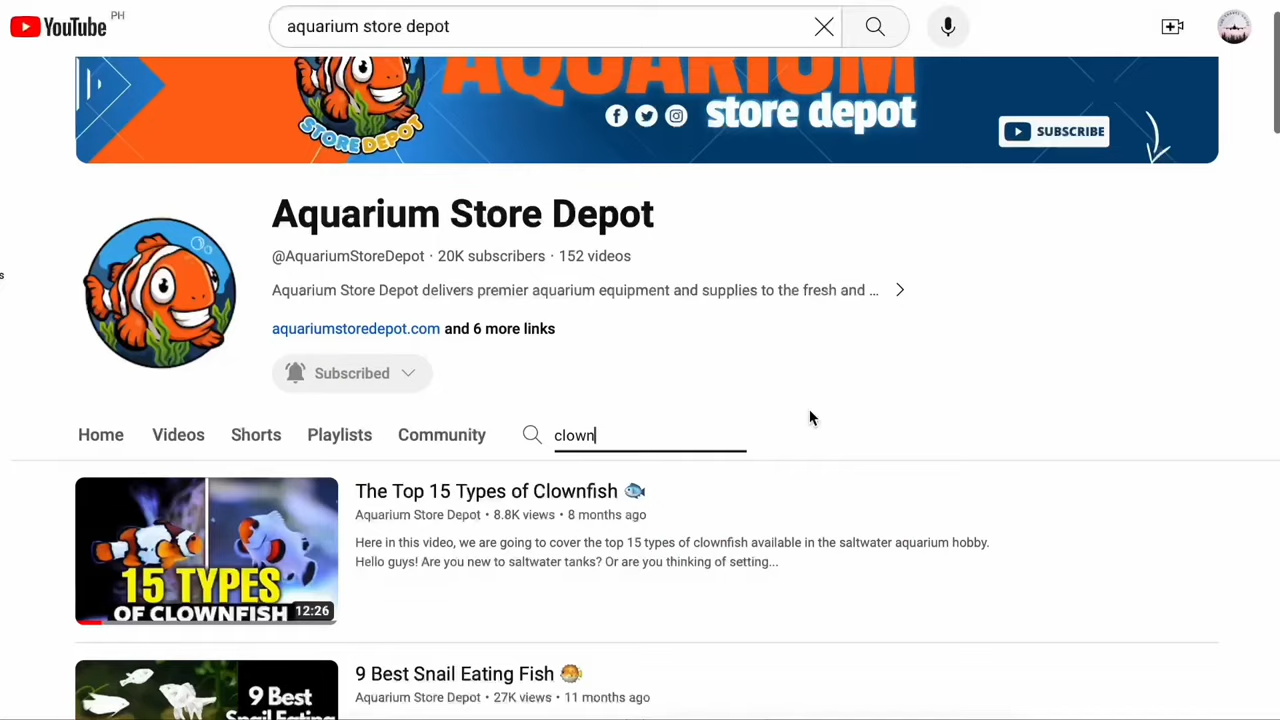 YouTube PH
aquarium store depot
AQUARIUM
store depot
STORE DEPOT
SUBSCRIBE
Aquarium Store Depot
@AquariumStoreDepot · 20K subscribers · 152 videos
Aquarium Store Depot delivers premier aquarium equipment and supplies to the fresh and ...
aquariumstoredepot.com and 6 more links
Subscribed
Home Videos Shorts Playlists Community clown
The Top 15 Types of Clownfish 🐟
Aquarium Store Depot • 8.8K views • 8 months ago
Here in this video, we are going to cover the top 15 types of clownfish available in the saltwater aquarium hobby.
Hello guys! Are you new to saltwater tanks? Or are you thinking of setting...
15 TYPES
OF CLOWNFISH
12:26
9 Best Snail Eating Fish 🐡
Aquarium Store Depot • 27K views • 11 months ago
9 Best
Snail Eating